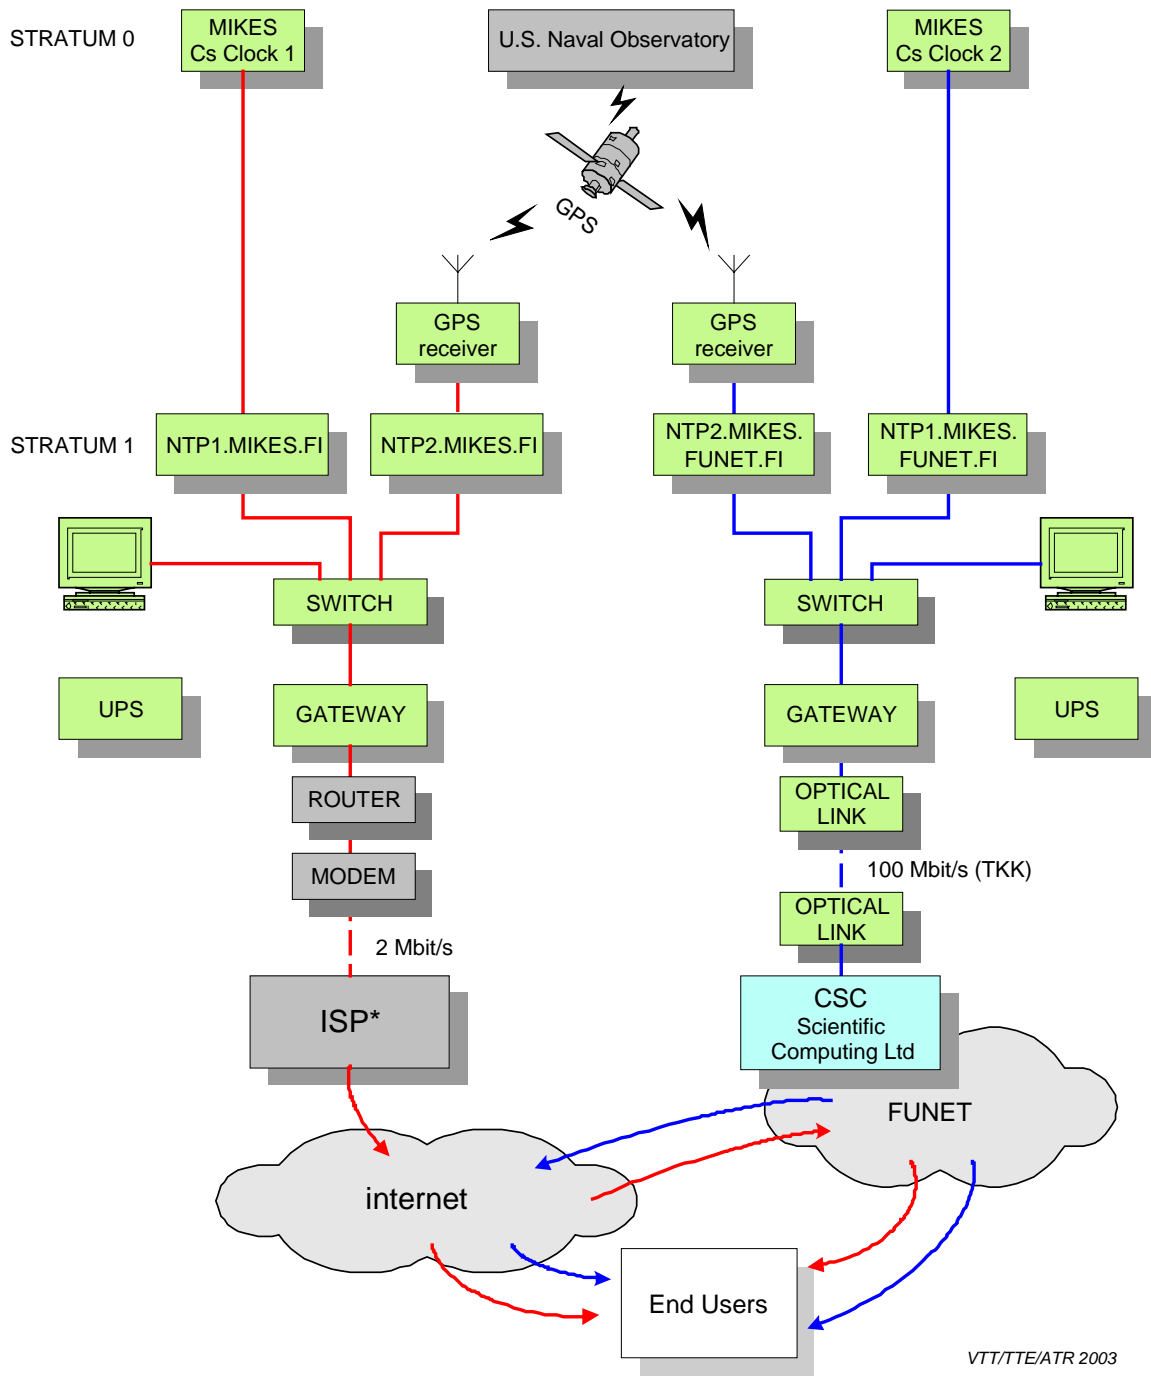 STRATUM 0
MIKES
Cs Clock 1
U.S. Naval Observatory
MIKES
Cs Clock 2
GPS
GPS
receiver
GPS
receiver
STRATUM 1
NTP1.MIKES.FI
NTP2.MIKES.FI
NTP2.MIKES.
FUNET.FI
NTP1.MIKES.
FUNET.FI
SWITCH
SWITCH
UPS
GATEWAY
GATEWAY
UPS
ROUTER
OPTICAL
LINK
MODEM
100 Mbit/s (TKK)
OPTICAL
LINK
2 Mbit/s
ISP*
CSC
Scientific
Computing Ltd
FUNET
internet
End Users
VTT/TTE/ATR 2003